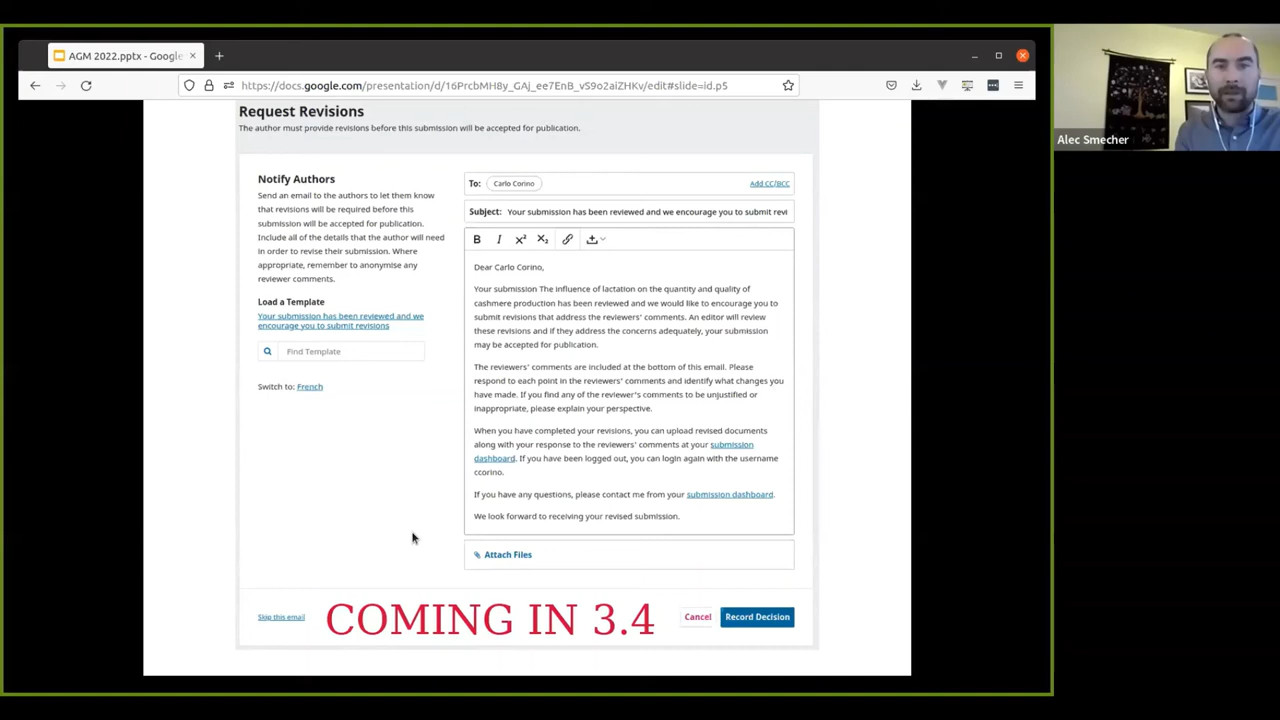 AGM 2022.pptx - Google
https://docs.google.com/presentation/d/16PrcbMH8y_GAj_ee7EnB_vS9o2aiZHKv/edit#slide=id.p5
Request Revisions
The author must provide revisions before this submission will be accepted for publication.
Notify Authors
Send an email to the authors to let them know
that revisions will be required before this
submission will be accepted for publication.
Include all of the details that the author will need
in order to revise their submission. Where
appropriate, remember to anonymise any
reviewer comments.
Load a Template
Your submission has been reviewed and we
encourage you to submit revisions
Find Template
Switch to: French
To: Carlo Corino Add CC/BCC
Subject: Your submission has been reviewed and we encourage you to submit revi
B I X² X₂
Dear Carlo Corino,
Your submission The influence of lactation on the quantity and quality of
cashmere production has been reviewed and we would like to encourage you to
submit revisions that address the reviewers' comments. An editor will review
these revisions and if they address the concerns adequately, your submission
may be accepted for publication.
The reviewers' comments are included at the bottom of this email. Please
respond to each point in the reviewers' comments and identify what changes you
have made. If you find any of the reviewer's comments to be unjustified or
inappropriate, please explain your perspective.
When you have completed your revisions, you can upload revised documents
along with your response to the reviewers' comments at your submission
dashboard. If you have been logged out, you can login again with the username
ccorino.
If you have any questions, please contact me from your submission dashboard.
We look forward to receiving your revised submission.
Attach Files
Skip this email
COMING IN 3.4
Cancel
Record Decision
Alec Smecher